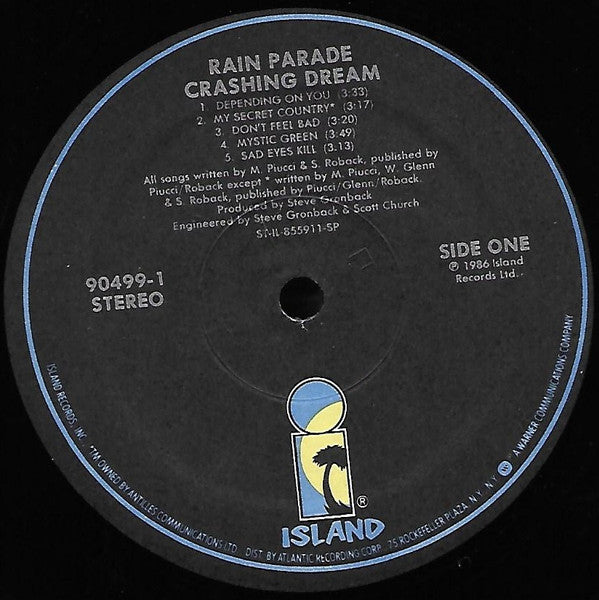 RAIN PARADE
CRASHING DREAM
1. DEPENDING ON YOU (3:33)
2. MY SECRET COUNTRY* (3:17)
3. DON'T FEEL BAD (3:20)
4. MYSTIC GREEN (3:49)
5. SAD EYES KILL (3.13)
All songs written by M. Piucci & S. Roback, published by
Piucci/Roback except * written by M. Piucci, W. Glenn
& S. Roback, published by Piucci/Glenn/Roback.
Produced by Steve Gronback
Engineered by Steve Gronback & Scott Church
ST-IL-855911-SP
90499-1
STEREO
SIDE ONE
℗ 1986 Island
Records Ltd.
®
ISLAND
ISLAND RECORDS, INC. ™ OWNED BY ANTILLES COMMUNICATIONS LTD. DIST. BY ATLANTIC RECORDING CORP. 75 ROCKEFELLER PLAZA, N.Y., N.Y. A WARNER COMMUNICATIONS COMPANY